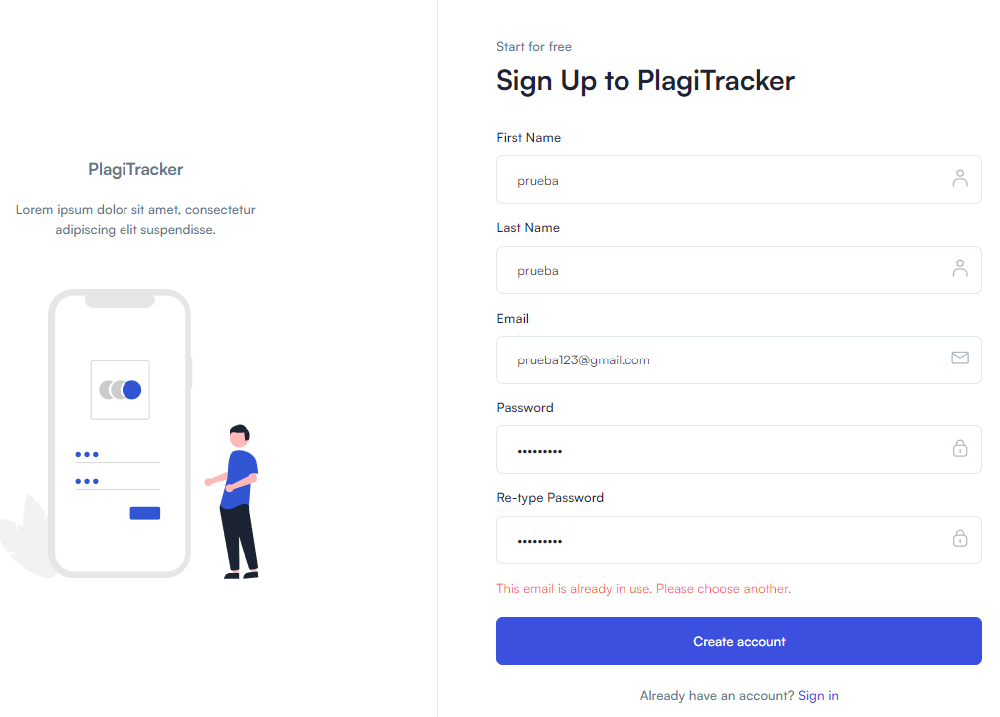 PlagiTracker
Lorem ipsum dolor sit amet, consectetur
adipiscing elit suspendisse.
Start for free
Sign Up to PlagiTracker
First Name
prueba
Last Name
prueba
Email
prueba123@gmail.com
Password
•••••••••
Re-type Password
•••••••••
This email is already in use. Please choose another.
Create account
Already have an account? Sign in